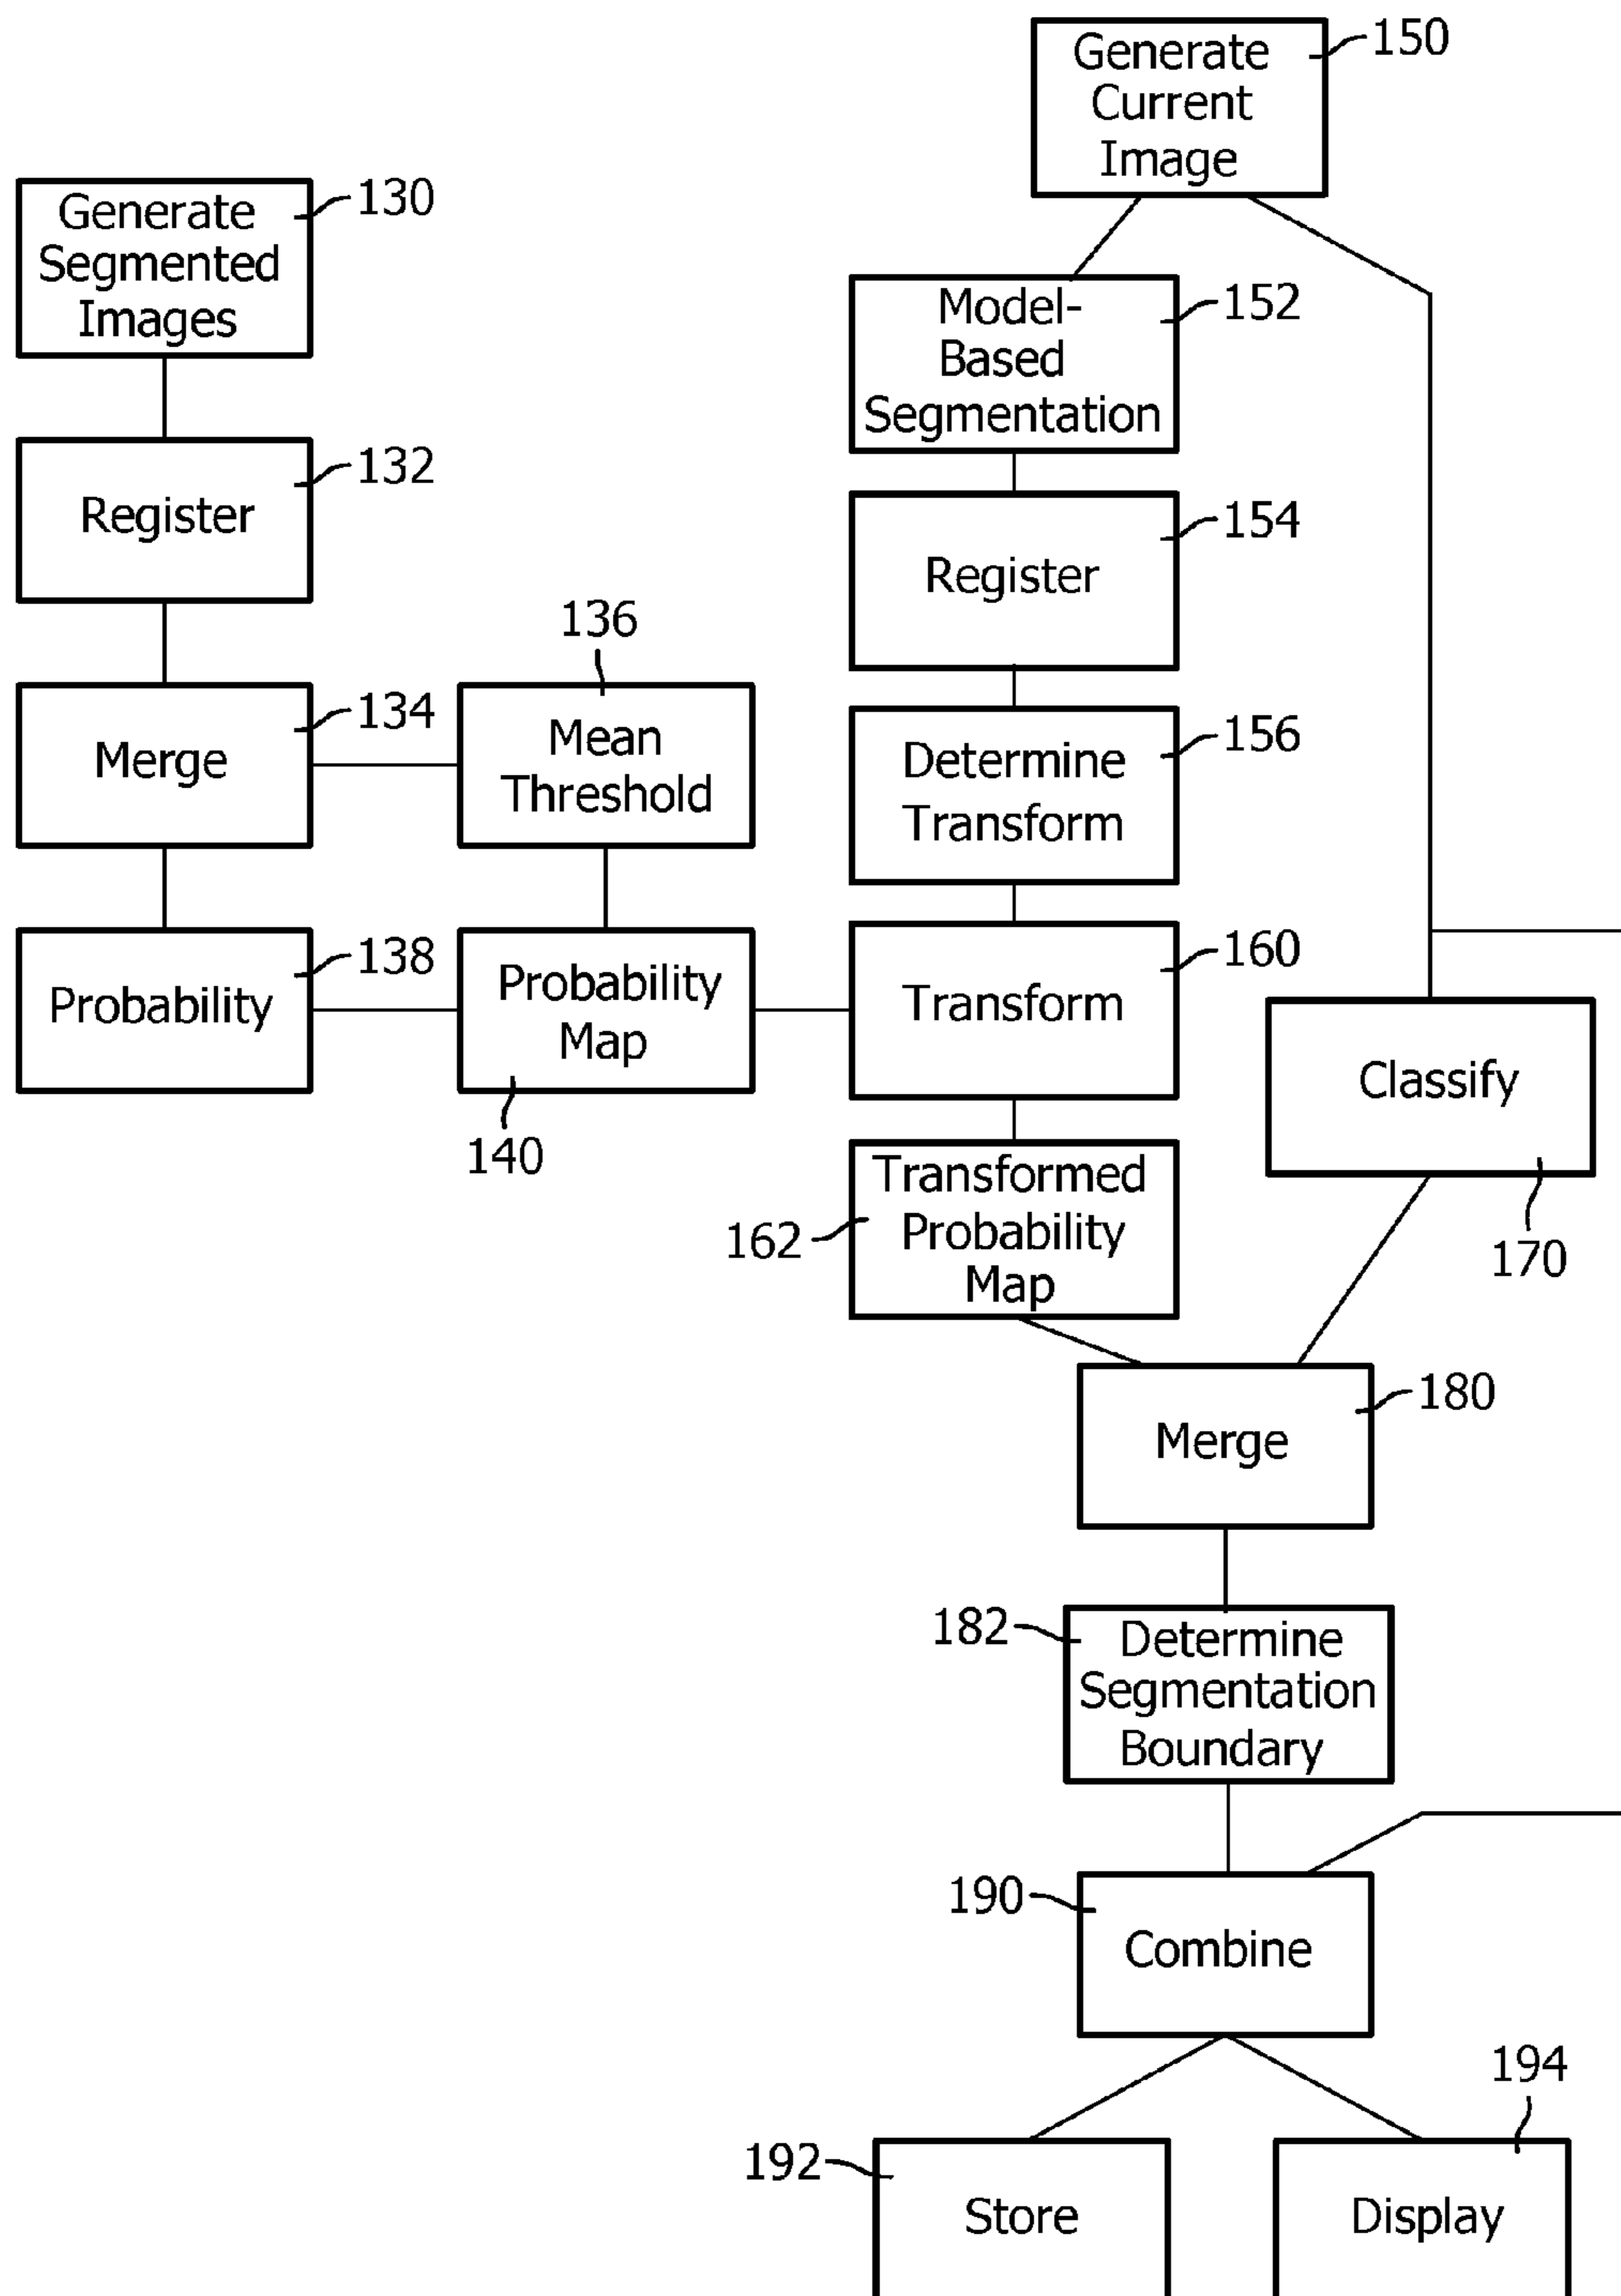 Generate
Current
Image
150
Generate
Segmented
Images
130
Model-
Based
Segmentation
152
Register
132
Register
154
136
Merge
134
Mean
Threshold
Determine
Transform
156
Probability
138
Probability
Map
140
Transform
160
Classify
170
Transformed
Probability
Map
162
Merge
180
182
Determine
Segmentation
Boundary
190
Combine
192
Store
194
Display